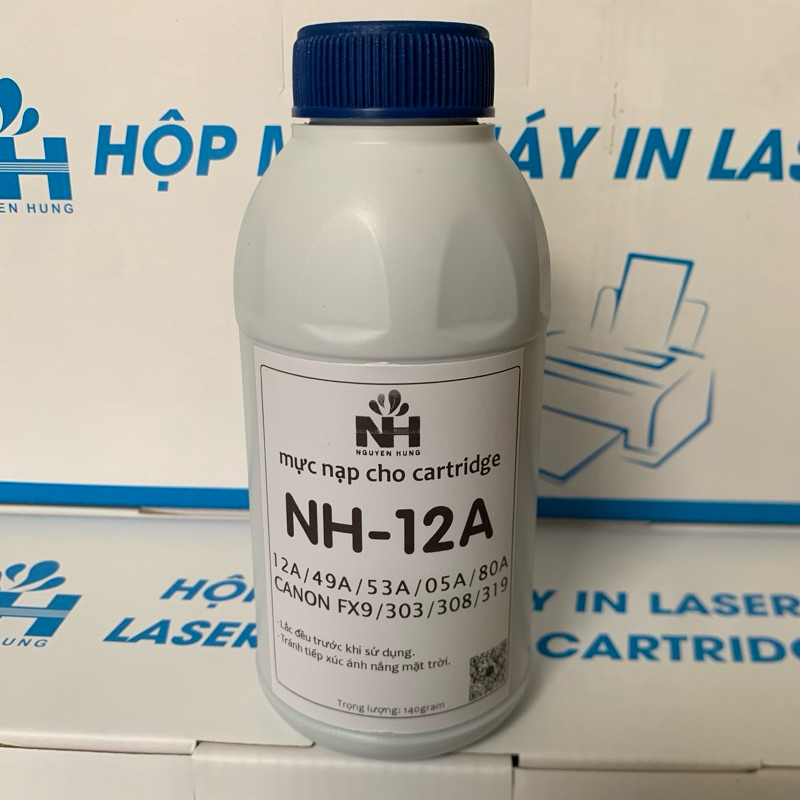 HỘP M
ÁY IN LAS
H
EN HUNG
NH
NGUYEN HUNG
mực nạp cho cartridge
NH-12A
12A/49A/53A/05A/80A
CANON FX9/303/308/319
- Lắc đều trước khi sử dụng.
- Tránh tiếp xúc ánh nắng mặt trời.
Trọng lượng: 140gram
HỘ
Y IN LASER
LASER
CARTRIDG
H
HUNG